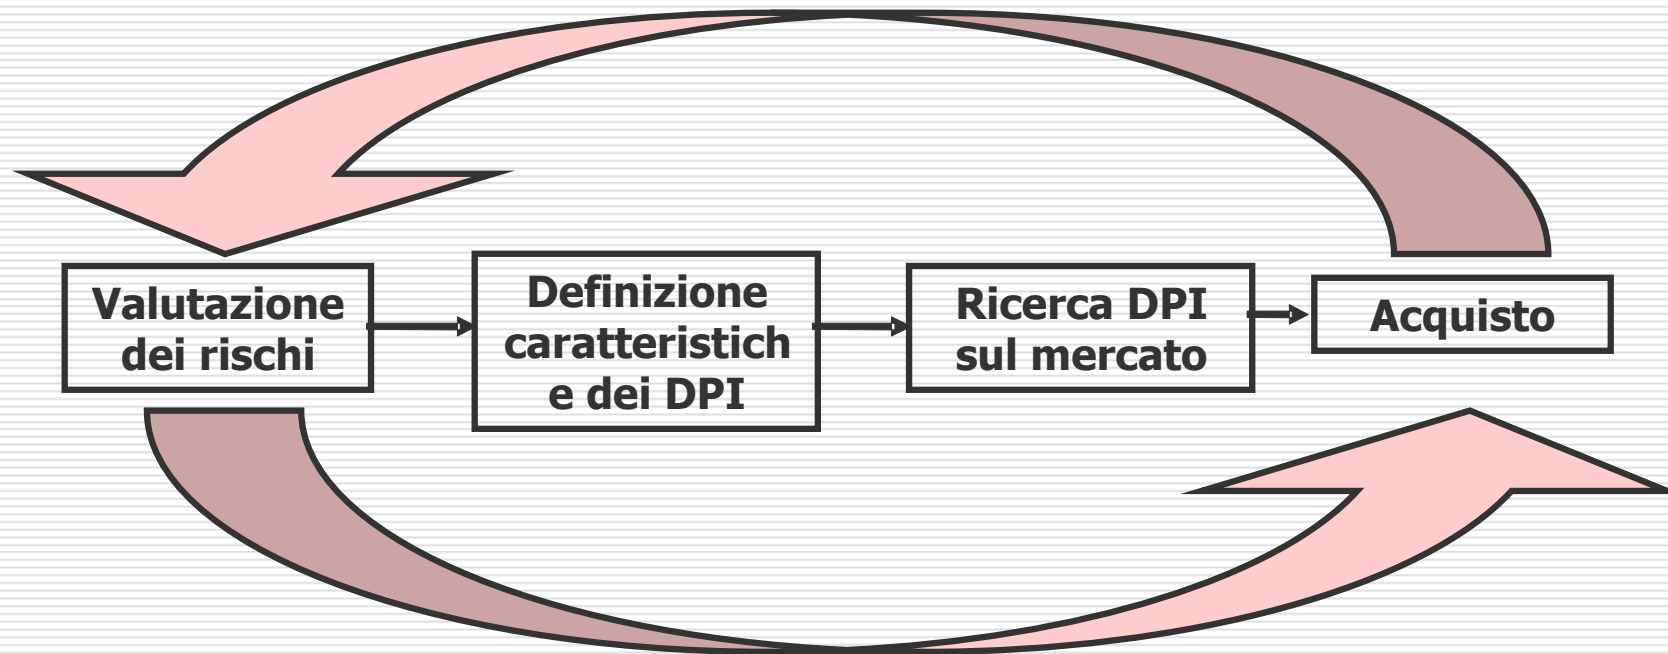 Valutazione
dei rischi
Definizione
caratteristich
e dei DPI
Ricerca DPI
sul mercato
Acquisto